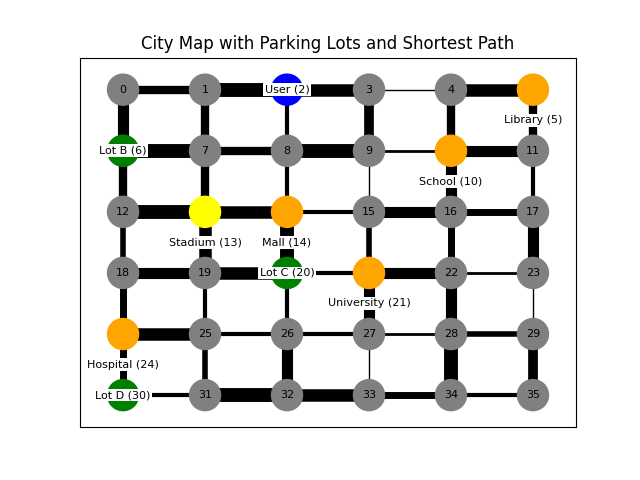 City Map with Parking Lots and Shortest Path
0 1 User (2) 3 4
Library (5)
Lot B (6) 7 8 9 11
School (10)
12 15 16 17
Stadium (13) Mall (14)
18 19 Lot C (20) 22 23
University (21)
25 26 27 28 29
Hospital (24)
Lot D (30) 31 32 33 34 35